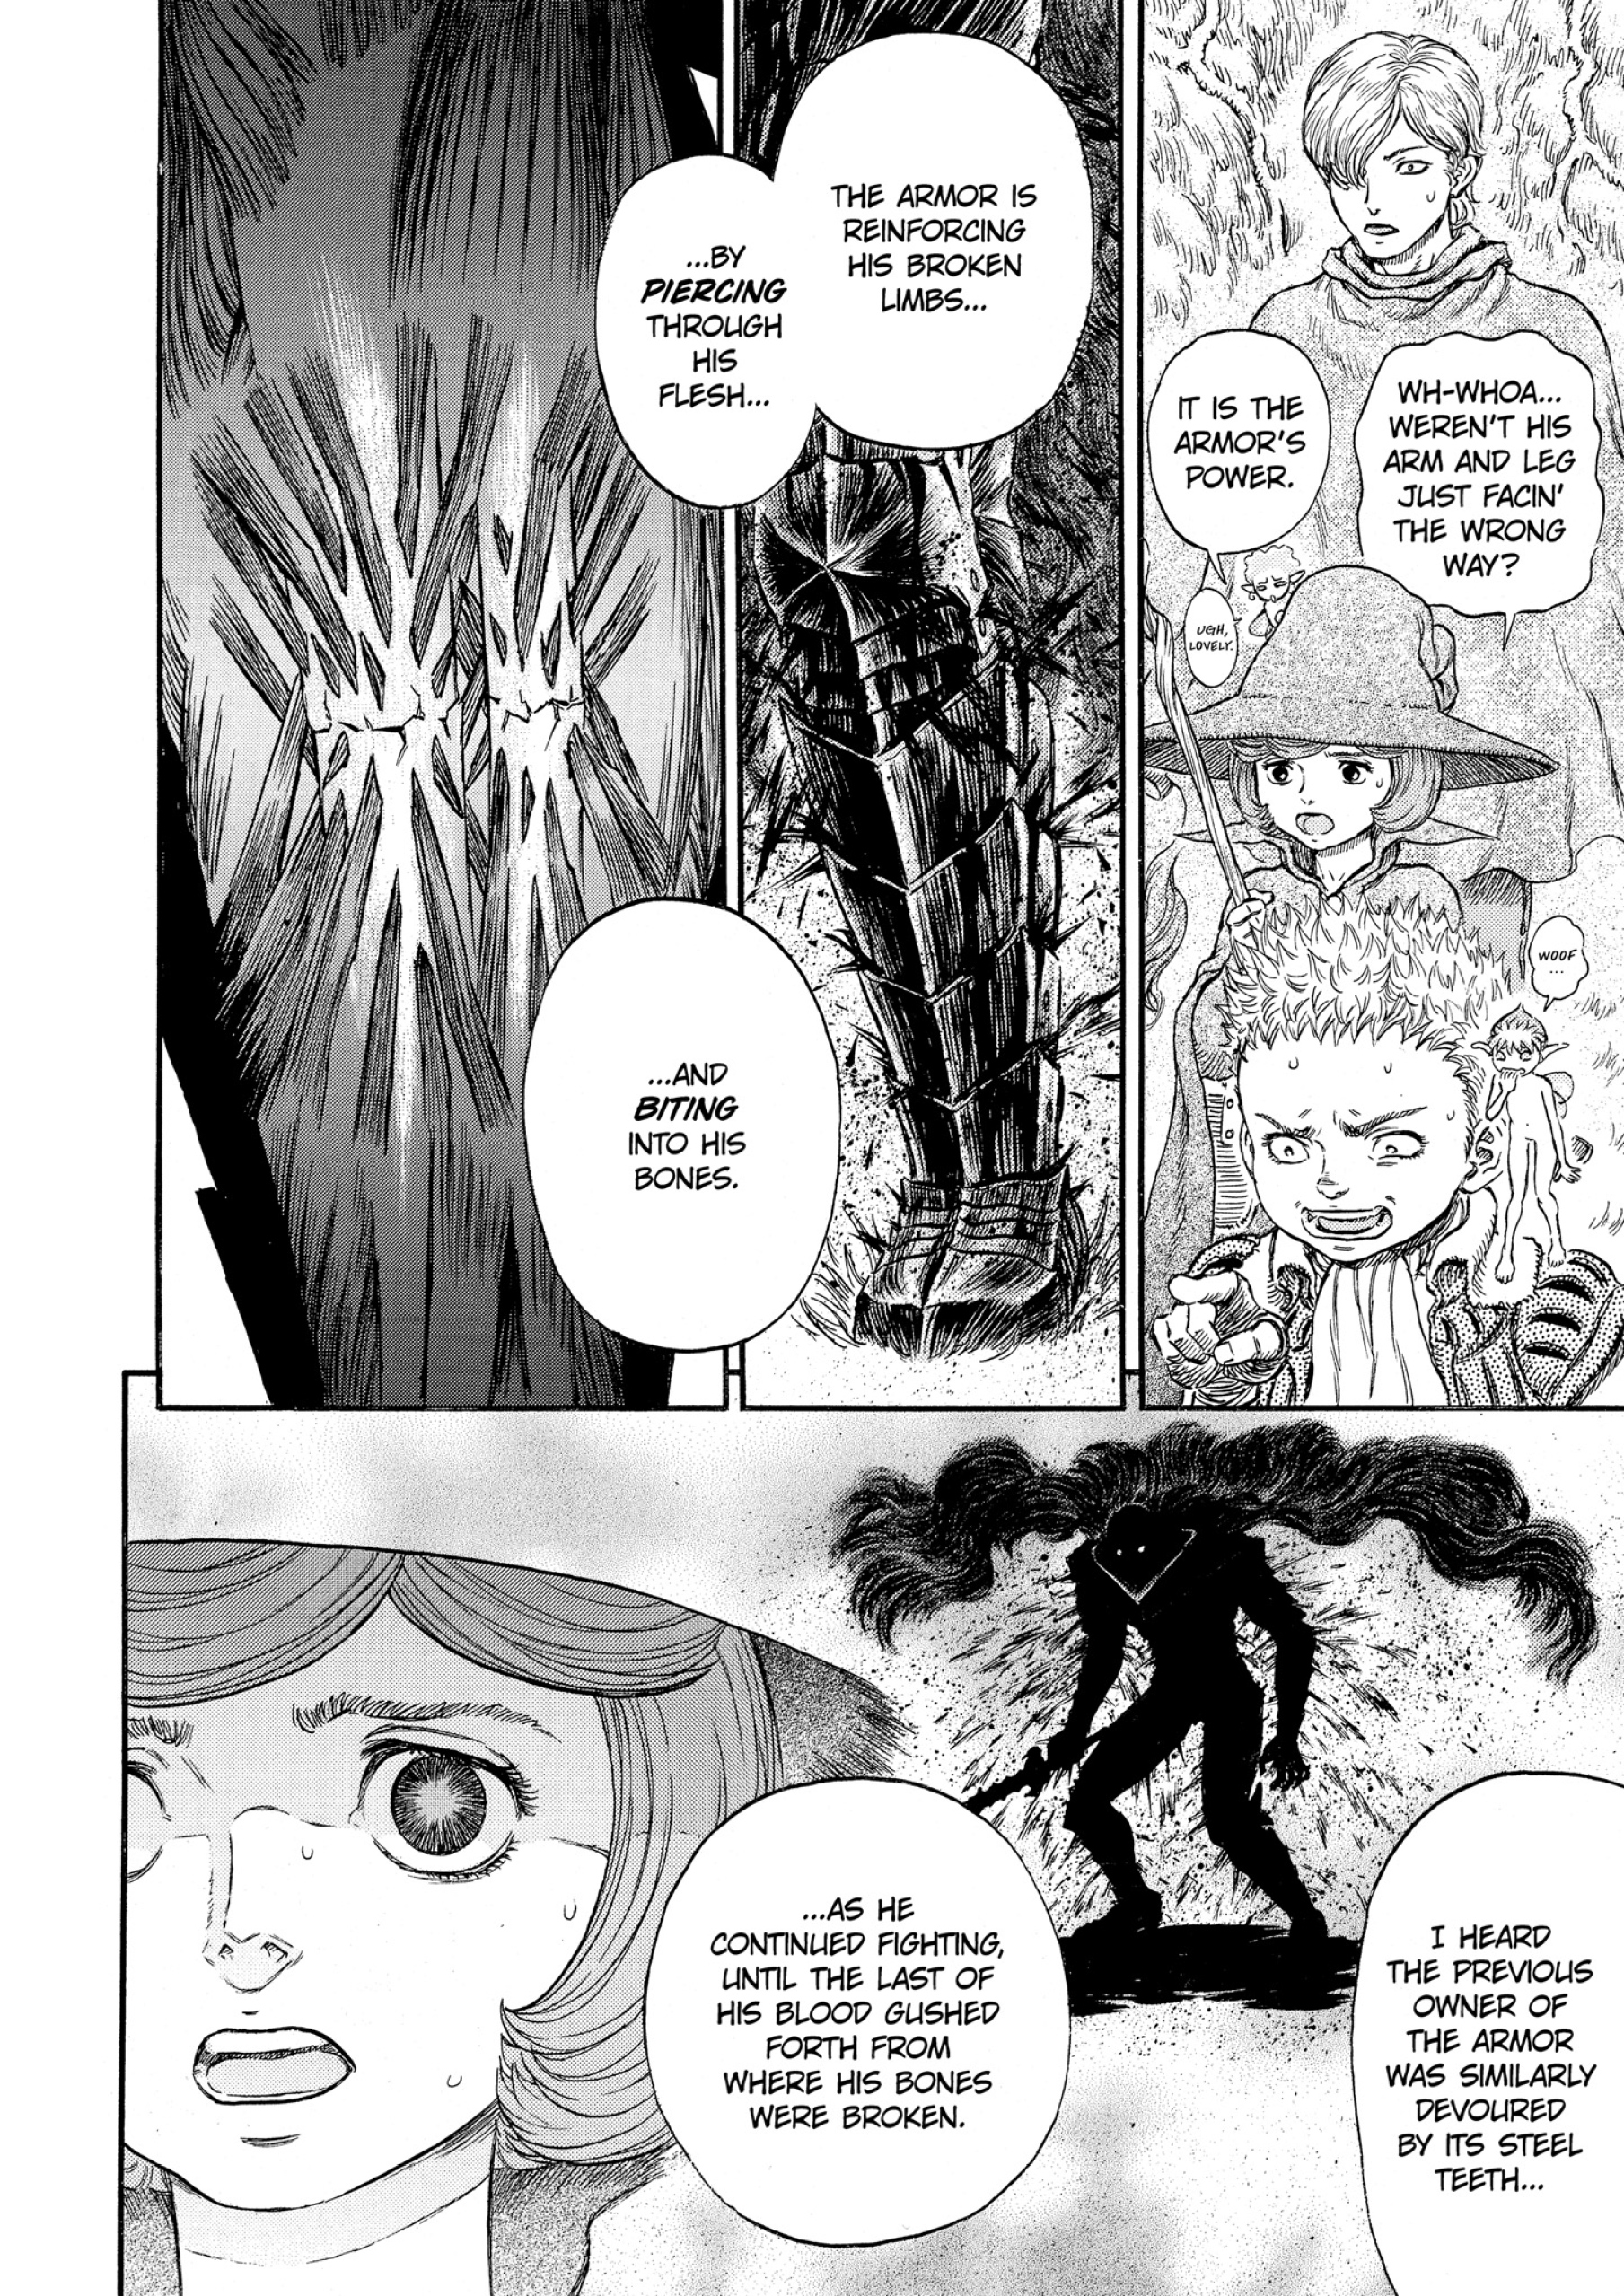 WH-WHOA...
WEREN'T HIS
ARM AND LEG
JUST FACIN'
THE WRONG
WAY?
IT IS THE
ARMOR'S
POWER.
UGH,
LOVELY.
WOOF
...
THE ARMOR IS
REINFORCING
HIS BROKEN
LIMBS...
...BY
PIERCING
THROUGH
HIS
FLESH...
...AND
BITING
INTO HIS
BONES.
I HEARD
THE PREVIOUS
OWNER OF
THE ARMOR
WAS SIMILARLY
DEVOURED
BY ITS STEEL
TEETH...
...AS HE
CONTINUED FIGHTING,
UNTIL THE LAST OF
HIS BLOOD GUSHED
FORTH FROM
WHERE HIS BONES
WERE BROKEN.